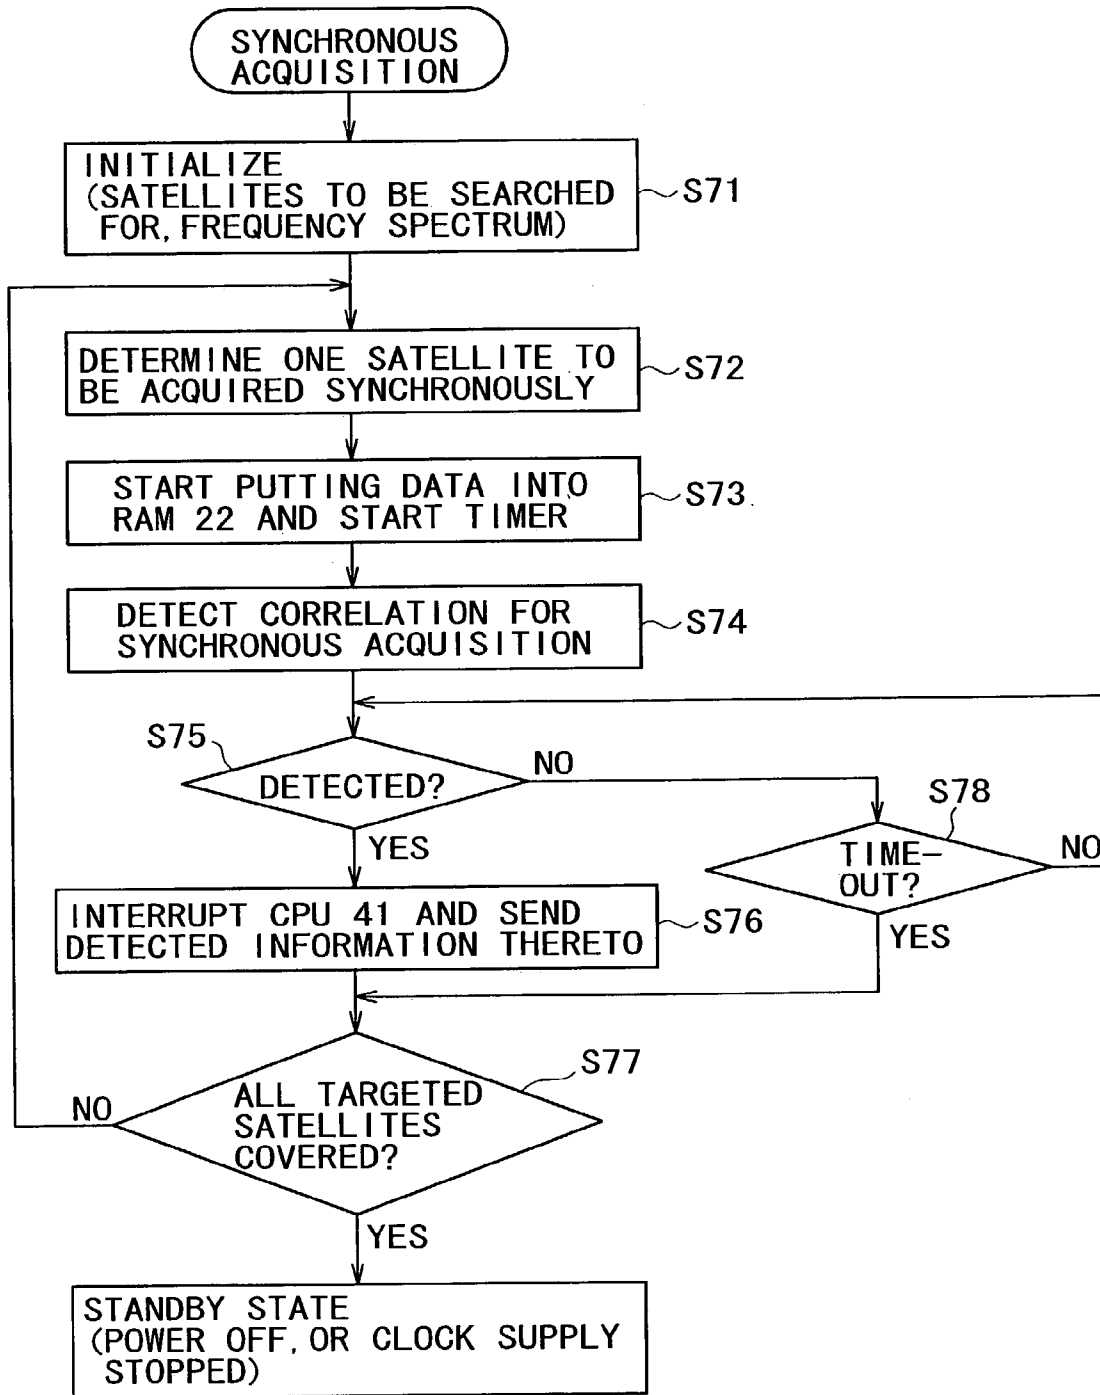 SYNCHRONOUS
ACQUISITION
INITIALIZE
(SATELLITES TO BE SEARCHED
FOR, FREQUENCY SPECTRUM)
S71
DETERMINE ONE SATELLITE TO
BE ACQUIRED SYNCHRONOUSLY
S72
START PUTTING DATA INTO
RAM 22 AND START TIMER
S73
DETECT CORRELATION FOR
SYNCHRONOUS ACQUISITION
S74
S75
DETECTED?
NO
YES
S78
TIME-
OUT?
NO
YES
INTERRUPT CPU 41 AND SEND
DETECTED INFORMATION THERETO
S76
S77
ALL TARGETED
SATELLITES
COVERED?
NO
YES
STANDBY STATE
(POWER OFF, OR CLOCK SUPPLY
STOPPED)